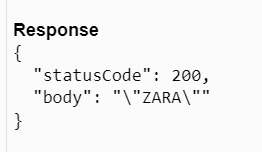 Response
{
  "statusCode": 200,
  "body": "\"ZARA\""
}